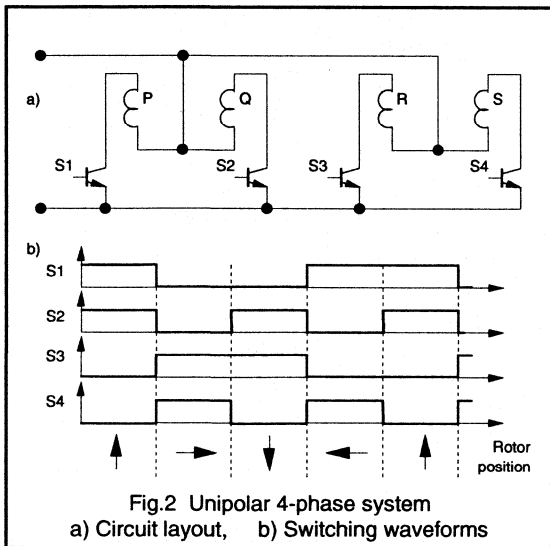 a)
P
Q
R
S
S1
S2
S3
S4
b)
S1
S2
S3
S4
Rotor
position
Fig.2 Unipolar 4-phase system
a) Circuit layout, b) Switching waveforms